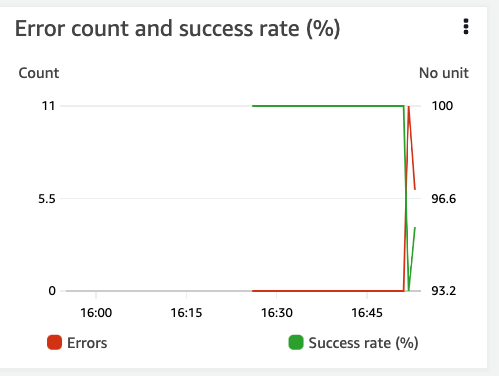 Error count and success rate (%)
Count
No unit
11
100
5.5
96.6
0
93.2
16:00
16:15
16:30
16:45
Errors
Success rate (%)